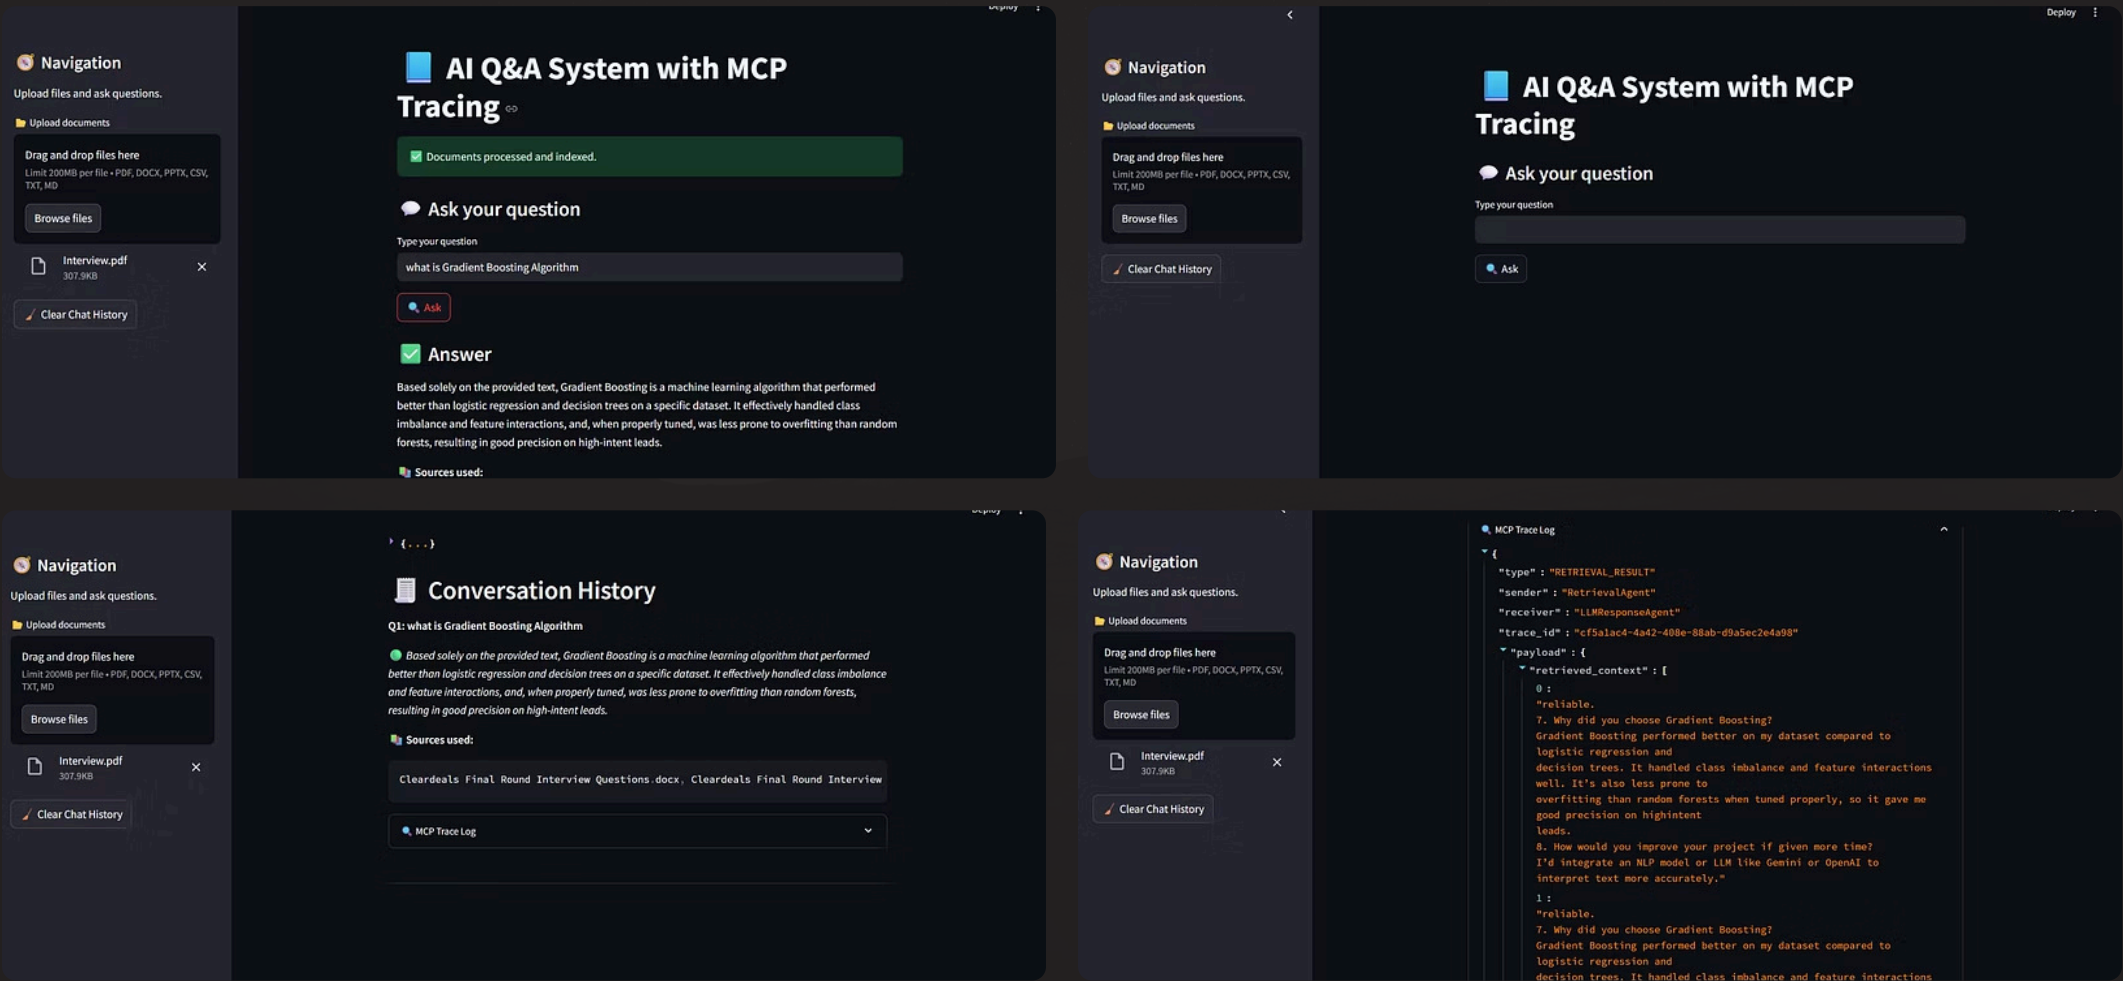 Deploy
Navigation
Upload files and ask questions.
Upload documents
Drag and drop files here
Limit 200MB per file • PDF, DOCX, PPTX, CSV,
TXT, MD
Browse files
Interview.pdf
307.9KB
Clear Chat History
AI Q&A System with MCP
Tracing
Documents processed and indexed.
Ask your question
Type your question
what is Gradient Boosting Algorithm
Ask
Answer
Based solely on the provided text, Gradient Boosting is a machine learning algorithm that performed
better than logistic regression and decision trees on a specific dataset. It effectively handled class
imbalance and feature interactions, and, when properly tuned, was less prone to overfitting than random
forests, resulting in good precision on high-intent leads.
Sources used:
Deploy
Navigation
Upload files and ask questions.
Upload documents
Drag and drop files here
Limit 200MB per file • PDF, DOCX, PPTX, CSV,
TXT, MD
Browse files
Clear Chat History
AI Q&A System with MCP
Tracing
Ask your question
Type your question
Ask
Deploy
Navigation
Upload files and ask questions.
Upload documents
Drag and drop files here
Limit 200MB per file • PDF, DOCX, PPTX, CSV,
TXT, MD
Browse files
Interview.pdf
307.9KB
Clear Chat History
{...}
Conversation History
Q1: what is Gradient Boosting Algorithm
Based solely on the provided text, Gradient Boosting is a machine learning algorithm that performed
better than logistic regression and decision trees on a specific dataset. It effectively handled class imbalance
and feature interactions, and, when properly tuned, was less prone to overfitting than random forests,
resulting in good precision on high-intent leads.
Sources used:
Cleardeals Final Round Interview Questions.docx, Cleardeals Final Round Interview
MCP Trace Log
Navigation
Upload files and ask questions.
Upload documents
Drag and drop files here
Limit 200MB per file • PDF, DOCX, PPTX, CSV,
TXT, MD
Browse files
Interview.pdf
307.9KB
Clear Chat History
MCP Trace Log
{
"type" : "RETRIEVAL_RESULT"
"sender" : "RetrievalAgent"
"receiver" : "LLMResponseAgent"
"trace_id" : "cf5a1ac4-4a42-408e-88ab-d9a5ec2e4a98"
"payload" : {
"retrieved_context" : [
0 :
"reliable.
7. Why did you choose Gradient Boosting?
Gradient Boosting performed better on my dataset compared to
logistic regression and
decision trees. It handled class imbalance and feature interactions
well. It's also less prone to
overfitting than random forests when tuned properly, so it gave me
good precision on highintent
leads.
8. How would you improve your project if given more time?
I'd integrate an NLP model or LLM like Gemini or OpenAI to
interpret text more accurately."
1 :
"reliable.
7. Why did you choose Gradient Boosting?
Gradient Boosting performed better on my dataset compared to
logistic regression and
decision trees. It handled class imbalance and feature interactions